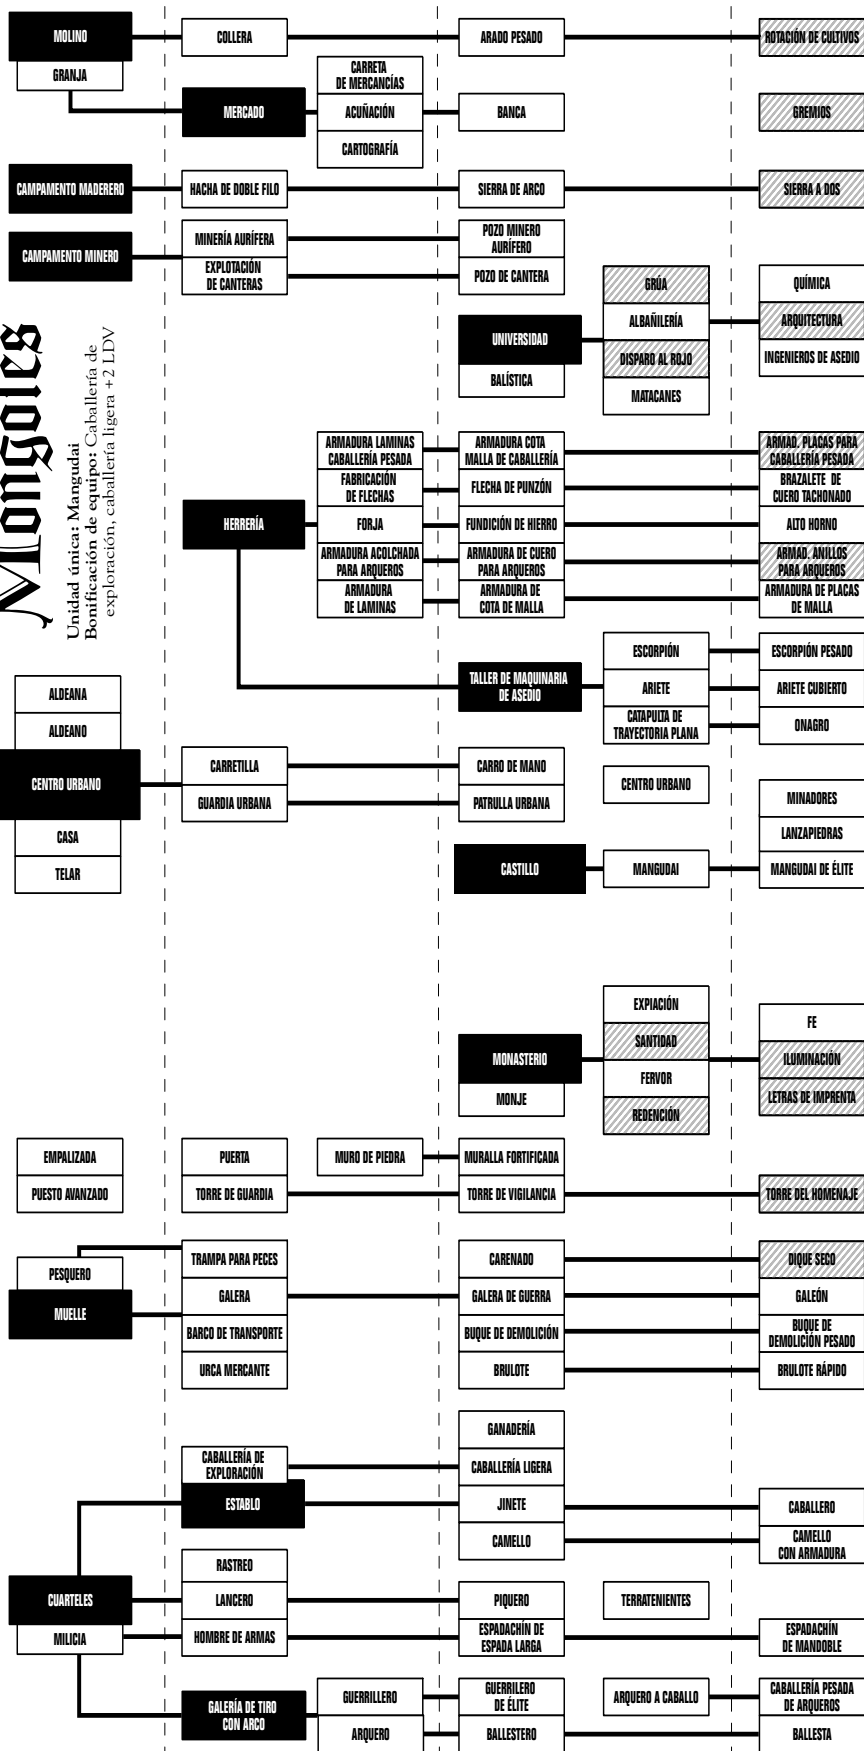 MOLINO
COLLERA
ARADO PESADO
ROTACIÓN DE CULTIVOS
GRANJA
CARRETA
DE MERCANCÍAS
MERCADO
ACUÑACIÓN
BANCA
GREMIOS
CARTOGRAFÍA
CAMPAMENTO MADERERO
HACHA DE DOBLE FILO
SIERRA DE ARCO
SIERRA A DOS
CAMPAMENTO MINERO
MINERÍA AURÍFERA
POZO MINERO
AURÍFERO
EXPLOTACIÓN
DE CANTERAS
POZO DE CANTERA
Mongoles
Unidad única: Mangudai
Bonificación de equipo: Caballería de
exploración, caballería ligera +2 LDV
UNIVERSIDAD
BALÍSTICA
GRÚA
ALBAÑILERÍA
DISPARO AL ROJO
MATACANES
QUÍMICA
ARQUITECTURA
INGENIEROS DE ASEDIO
HERRERÍA
ARMADURA LAMINAS
CABALLERÍA PESADA
ARMADURA COTA
MALLA DE CABALLERÍA
ARMAD. PLACAS PARA
CABALLERÍA PESADA
FABRICACIÓN
DE FLECHAS
FLECHA DE PUNZÓN
BRAZALETE DE
CUERO TACHONADO
FORJA
FUNDICIÓN DE HIERRO
ALTO HORNO
ARMADURA ACOLCHADA
PARA ARQUEROS
ARMADURA DE CUERO
PARA ARQUEROS
ARMAD. ANILLOS
PARA ARQUEROS
ARMADURA
DE LAMINAS
ARMADURA DE
COTA DE MALLA
ARMADURA DE PLACAS
DE MALLA
TALLER DE MAQUINARIA
DE ASEDIO
ESCORPIÓN
ESCORPIÓN PESADO
ARIETE
ARIETE CUBIERTO
CATAPULTA DE
TRAYECTORIA PLANA
ONAGRO
ALDEANA
ALDEANO
CENTRO URBANO
CASA
TELAR
CARRETILLA
CARRO DE MANO
GUARDIA URBANA
PATRULLA URBANA
CENTRO URBANO
CASTILLO
MANGUDAI
MINADORES
LANZAPIEDRAS
MANGUDAI DE ÉLITE
MONASTERIO
MONJE
EXPIACIÓN
SANTIDAD
FERVOR
REDENCIÓN
FE
ILUMINACIÓN
LETRAS DE IMPRENTA
EMPALIZADA
PUERTA
MURO DE PIEDRA
MURALLA FORTIFICADA
PUESTO AVANZADO
TORRE DE GUARDIA
TORRE DE VIGILANCIA
TORRE DEL HOMENAJE
PESQUERO
MUELLE
TRAMPA PARA PECES
CARENADO
DIQUE SECO
GALERA
GALERA DE GUERRA
GALEÓN
BARCO DE TRANSPORTE
BUQUE DE DEMOLICIÓN
BUQUE DE
DEMOLICIÓN PESADO
URCA MERCANTE
BRULOTE
BRULOTE RÁPIDO
CABALLERÍA DE
EXPLORACIÓN
ESTABLO
GANADERÍA
CABALLERÍA LIGERA
JINETE
CABALLERO
CAMELLO
CAMELLO
CON ARMADURA
CUARTELES
MILICIA
RASTREO
LANCERO
PIQUERO
TERRATENIENTES
HOMBRE DE ARMAS
ESPADACHÍN DE
ESPADA LARGA
ESPADACHÍN
DE MANDOBLE
GALERÍA DE TIRO
CON ARCO
GUERRILLERO
GUERRILERO
DE ÉLITE
ARQUERO A CABALLO
CABALLERÍA PESADA
DE ARQUEROS
ARQUERO
BALLESTERO
BALLESTA